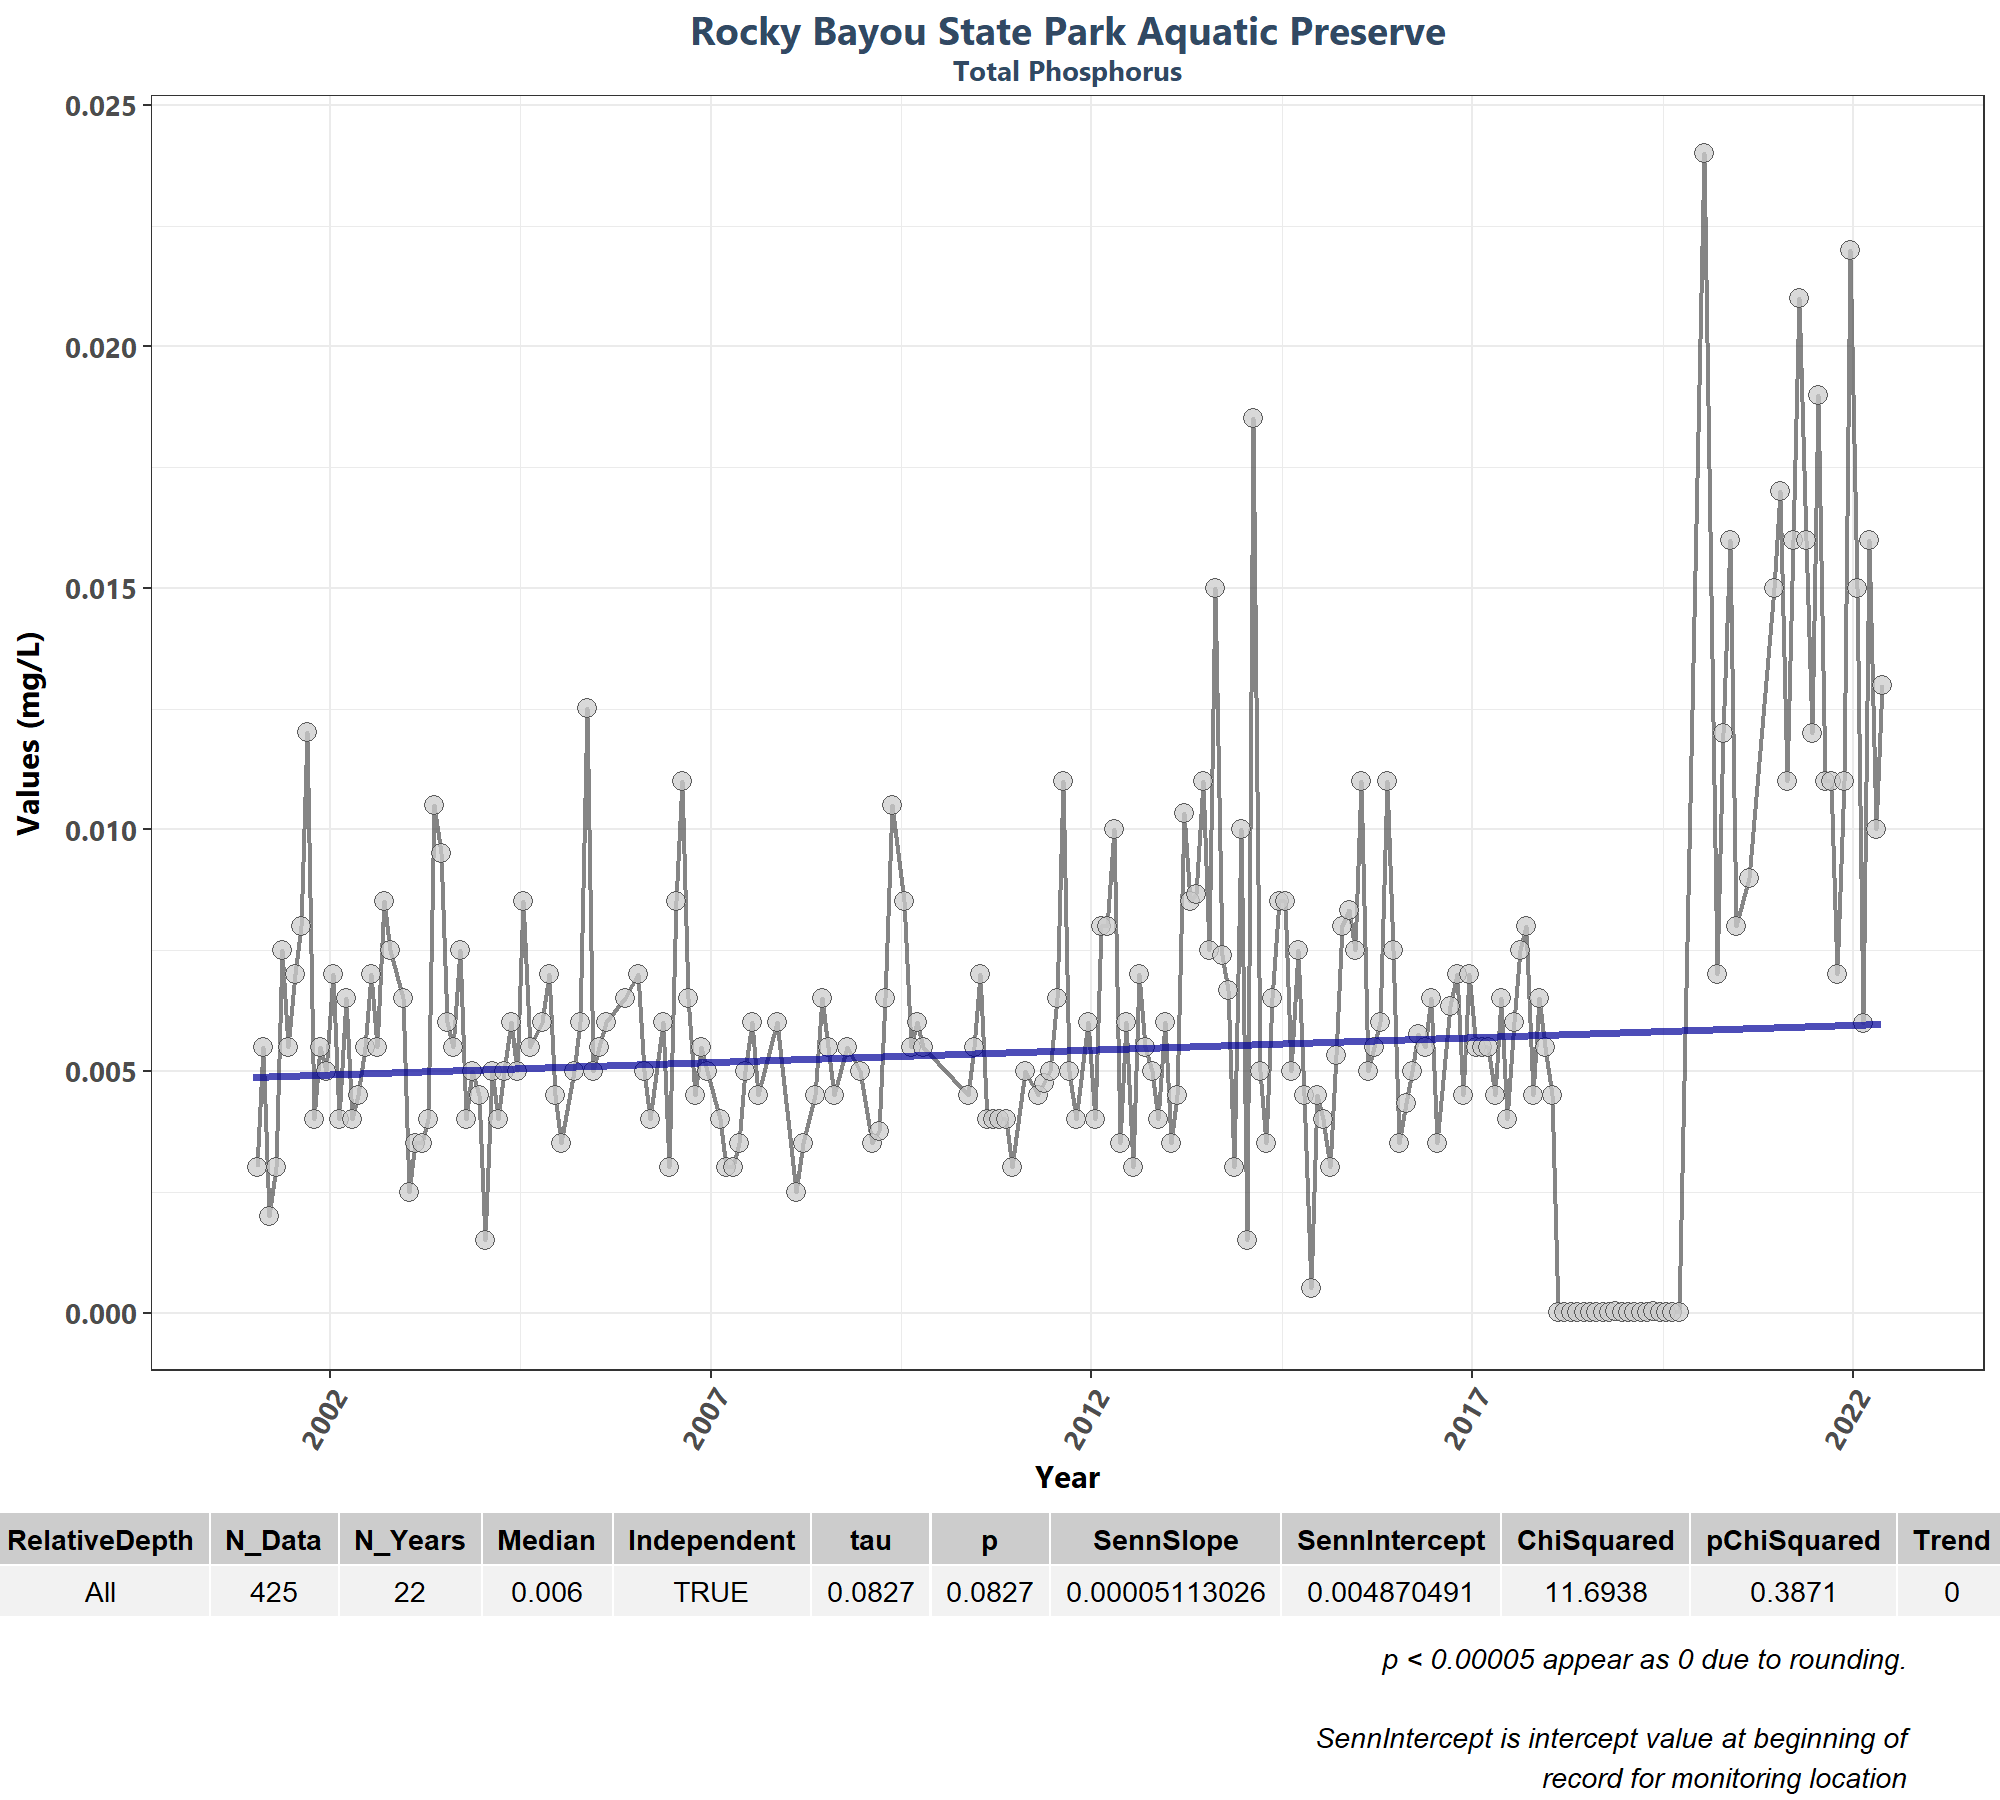 Rocky Bayou State Park Aquatic Preserve
Total Phosphorus
0.025
0.020
0.015
0.010
0.005
0.000
Values (mg/L)
2002 2007 2012 2017 2022
Year
RelativeDepth N_Data N_Years Median Independent tau p SennSlope SennIntercept ChiSquared pChiSquared Trend
All 425 22 0.006 TRUE 0.0827 0.0827 0.00005113026 0.004870491 11.6938 0.3871 0
p < 0.00005 appear as 0 due to rounding.
SennIntercept is intercept value at beginning of
record for monitoring location